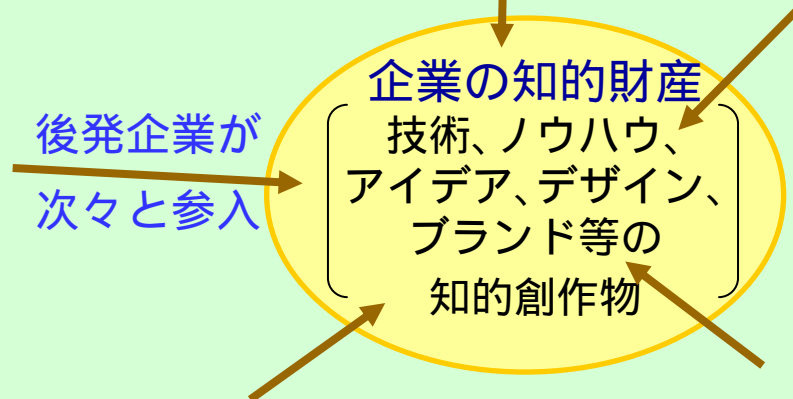 企業の知的財産
後発企業が
次々と参入
技術、ノウハウ、
アイデア、デザイン、
ブランド等の
知的創作物